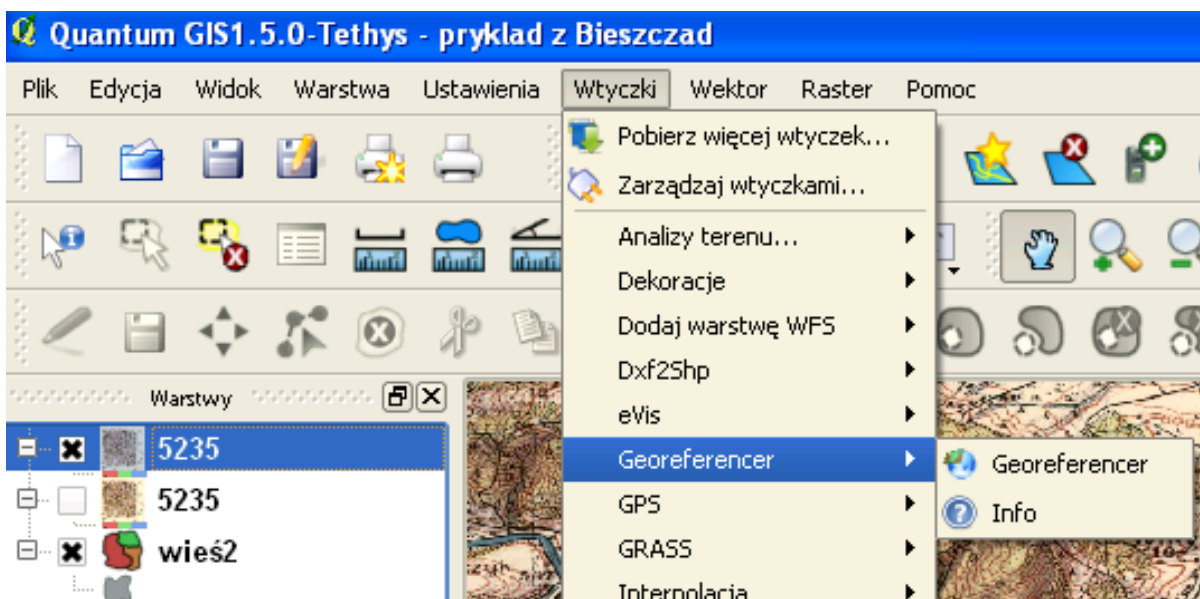 Quantum GIS1.5.0-Tethys - pryklad z Bieszczad
Plik Edycja Widok Warstwa Ustawienia Wtyczki Wektor Raster Pomoc
Pobierz więcej wtyczek...
Zarządzaj wtyczkami...
Analizy terenu...
Dekoracje
Dodaj warstwę WFS
Dxf2Shp
eVis
Georeferencer
GPS
GRASS
Interpolacja
Georeferencer
Info
Warstwy
5235
5235
wieś2